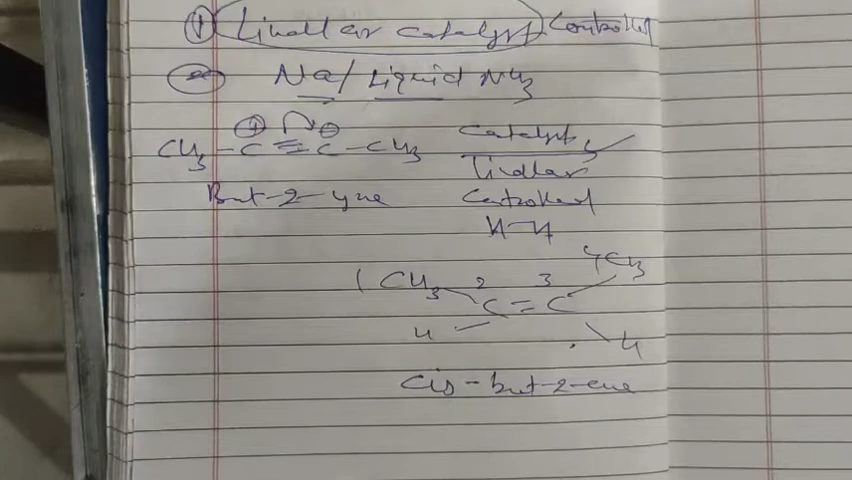 ① Lindlar catalyst Controlled
② Na/Liquid NH3
⊕ ⊖
CH3-C≡C-CH3 Catalyst
Lindlar
But-2-yne Controlled
H-H
1 CH3 2 3 4 CH3
C=C
H H
Cis-but-2-ene